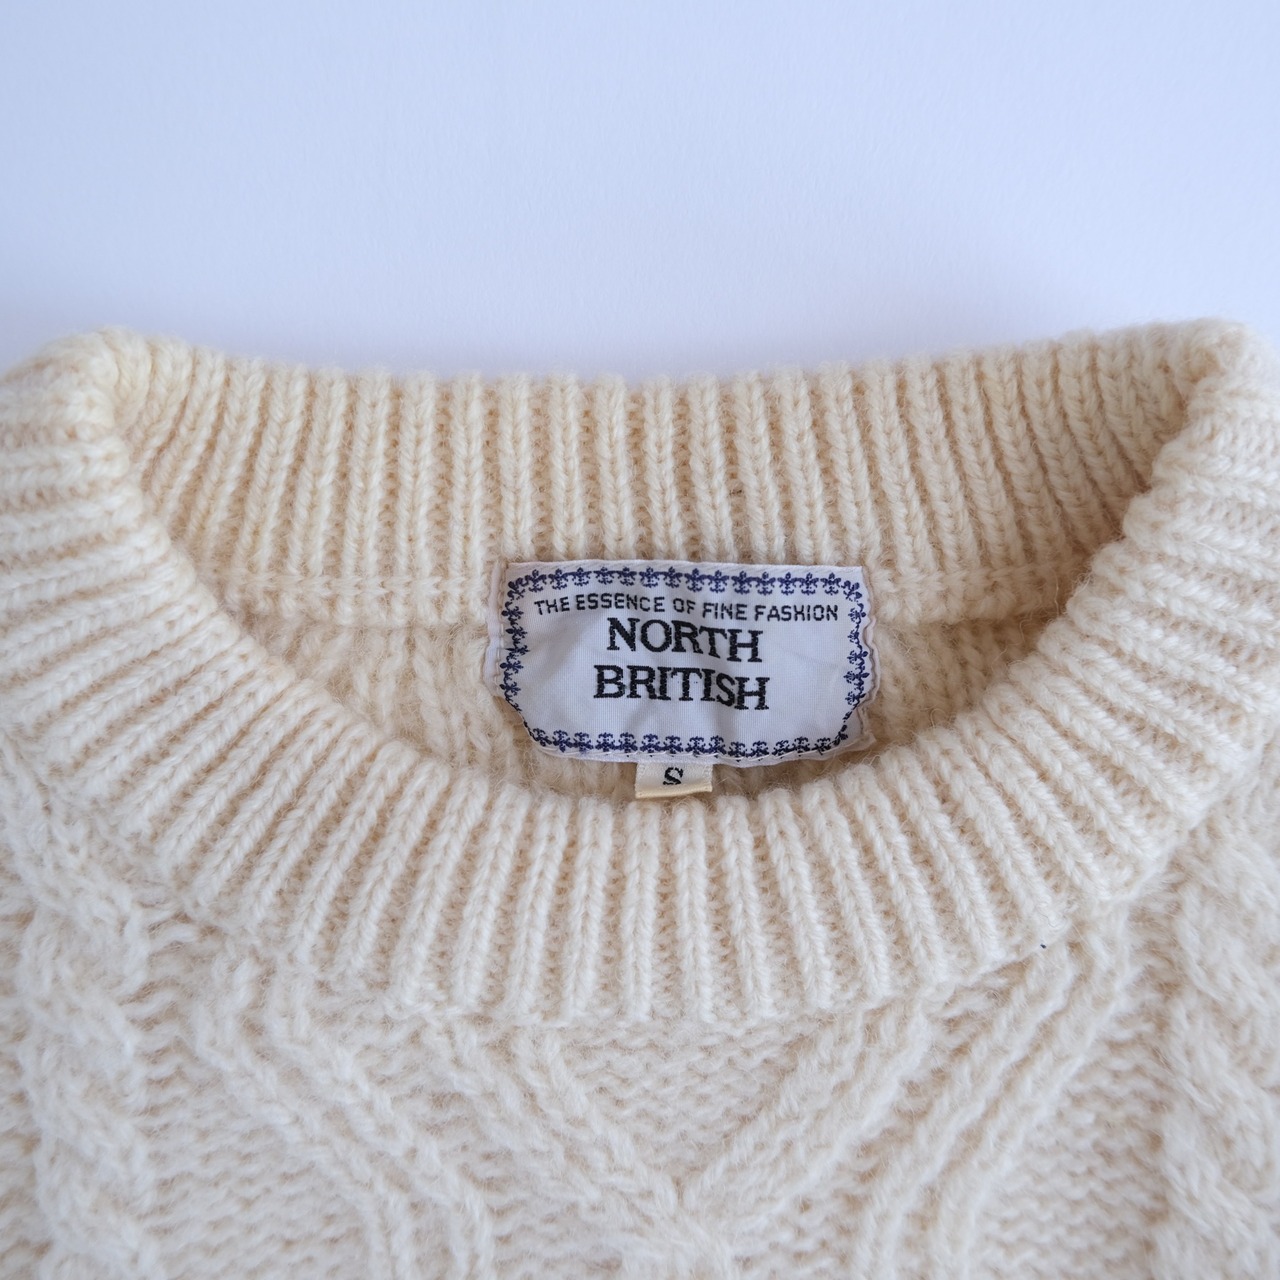 THE ESSENCE OF FINE FASHION
NORTH
BRITISH
S